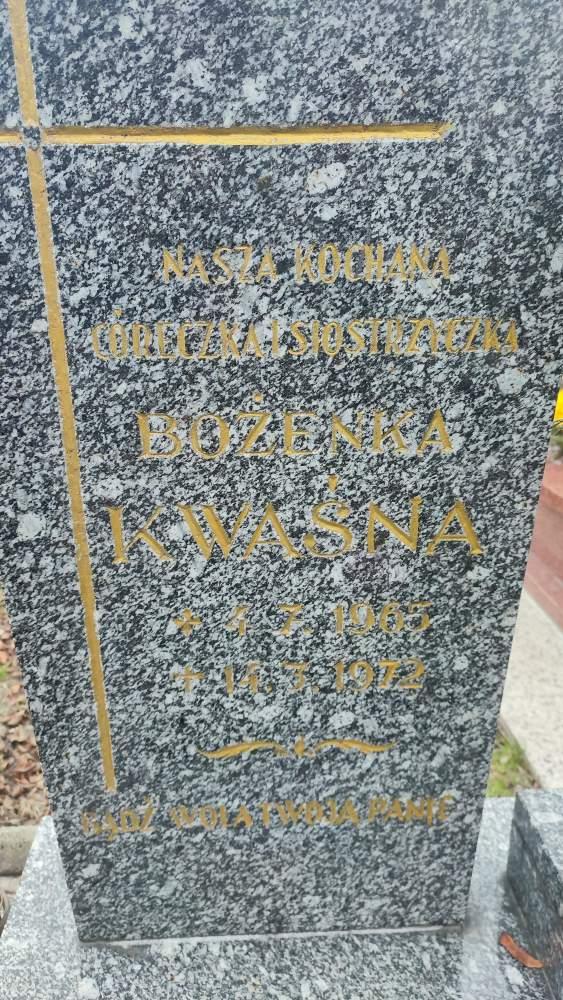 NASZA KOCHANA
CÓRECZKA I SIOSTRZYCZKA
BOŻENKA
KWAŚNA
* 4. 7. 1965
+ 14. 3. 1972
BĄDŹ WOLA TWOJA PANIE